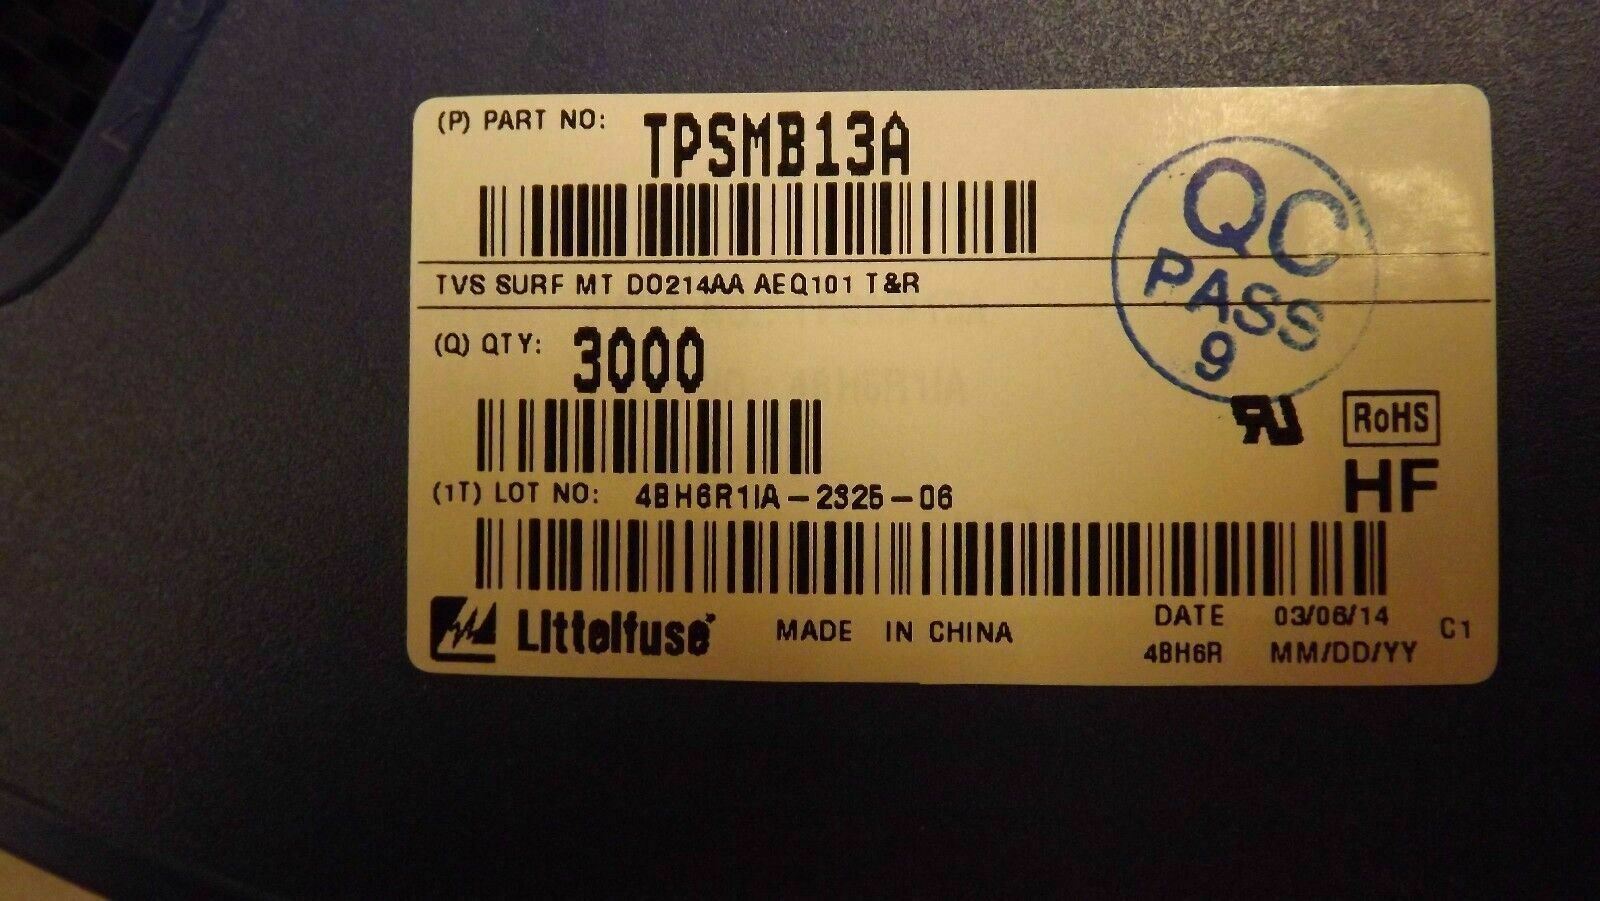 (P) PART NO: TPSMB13A
TVS SURF MT DO214AA AEQ101 T&R
(Q) QTY: 3000
(1T) LOT NO: 4BH6R1IA-2325-06
QC
PASS
9
RU
RoHS
HF
Littelfuse
MADE IN CHINA
DATE 03/06/14
4BH6R MM/DD/YY
C1